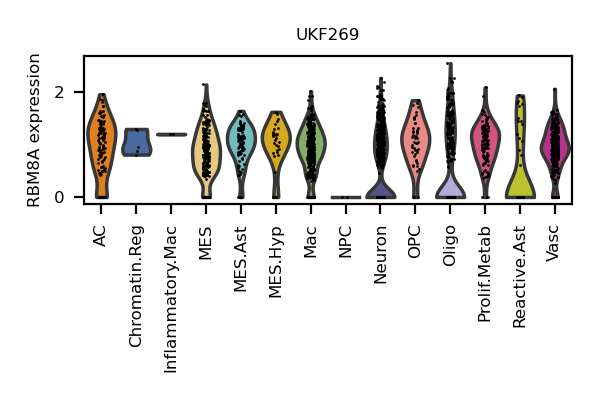 UKF269
RBM8A expression
2
0
AC
Chromatin.Reg
Inflammatory.Mac
MES
MES.Ast
MES.Hyp
Mac
NPC
Neuron
OPC
Oligo
Prolif.Metab
Reactive.Ast
Vasc